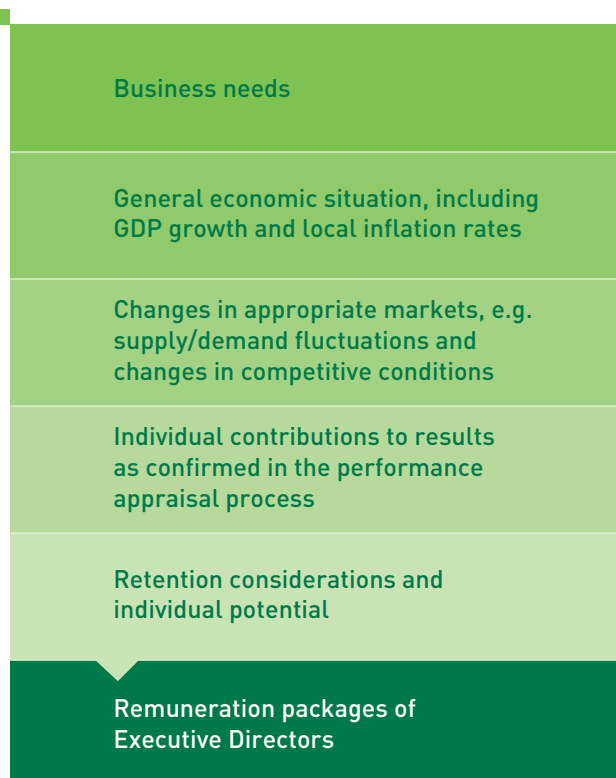 Business needs
General economic situation, including
GDP growth and local inflation rates
Changes in appropriate markets, e.g.
supply/demand fluctuations and
changes in competitive conditions
Individual contributions to results
as confirmed in the performance
appraisal process
Retention considerations and
individual potential
Remuneration packages of
Executive Directors